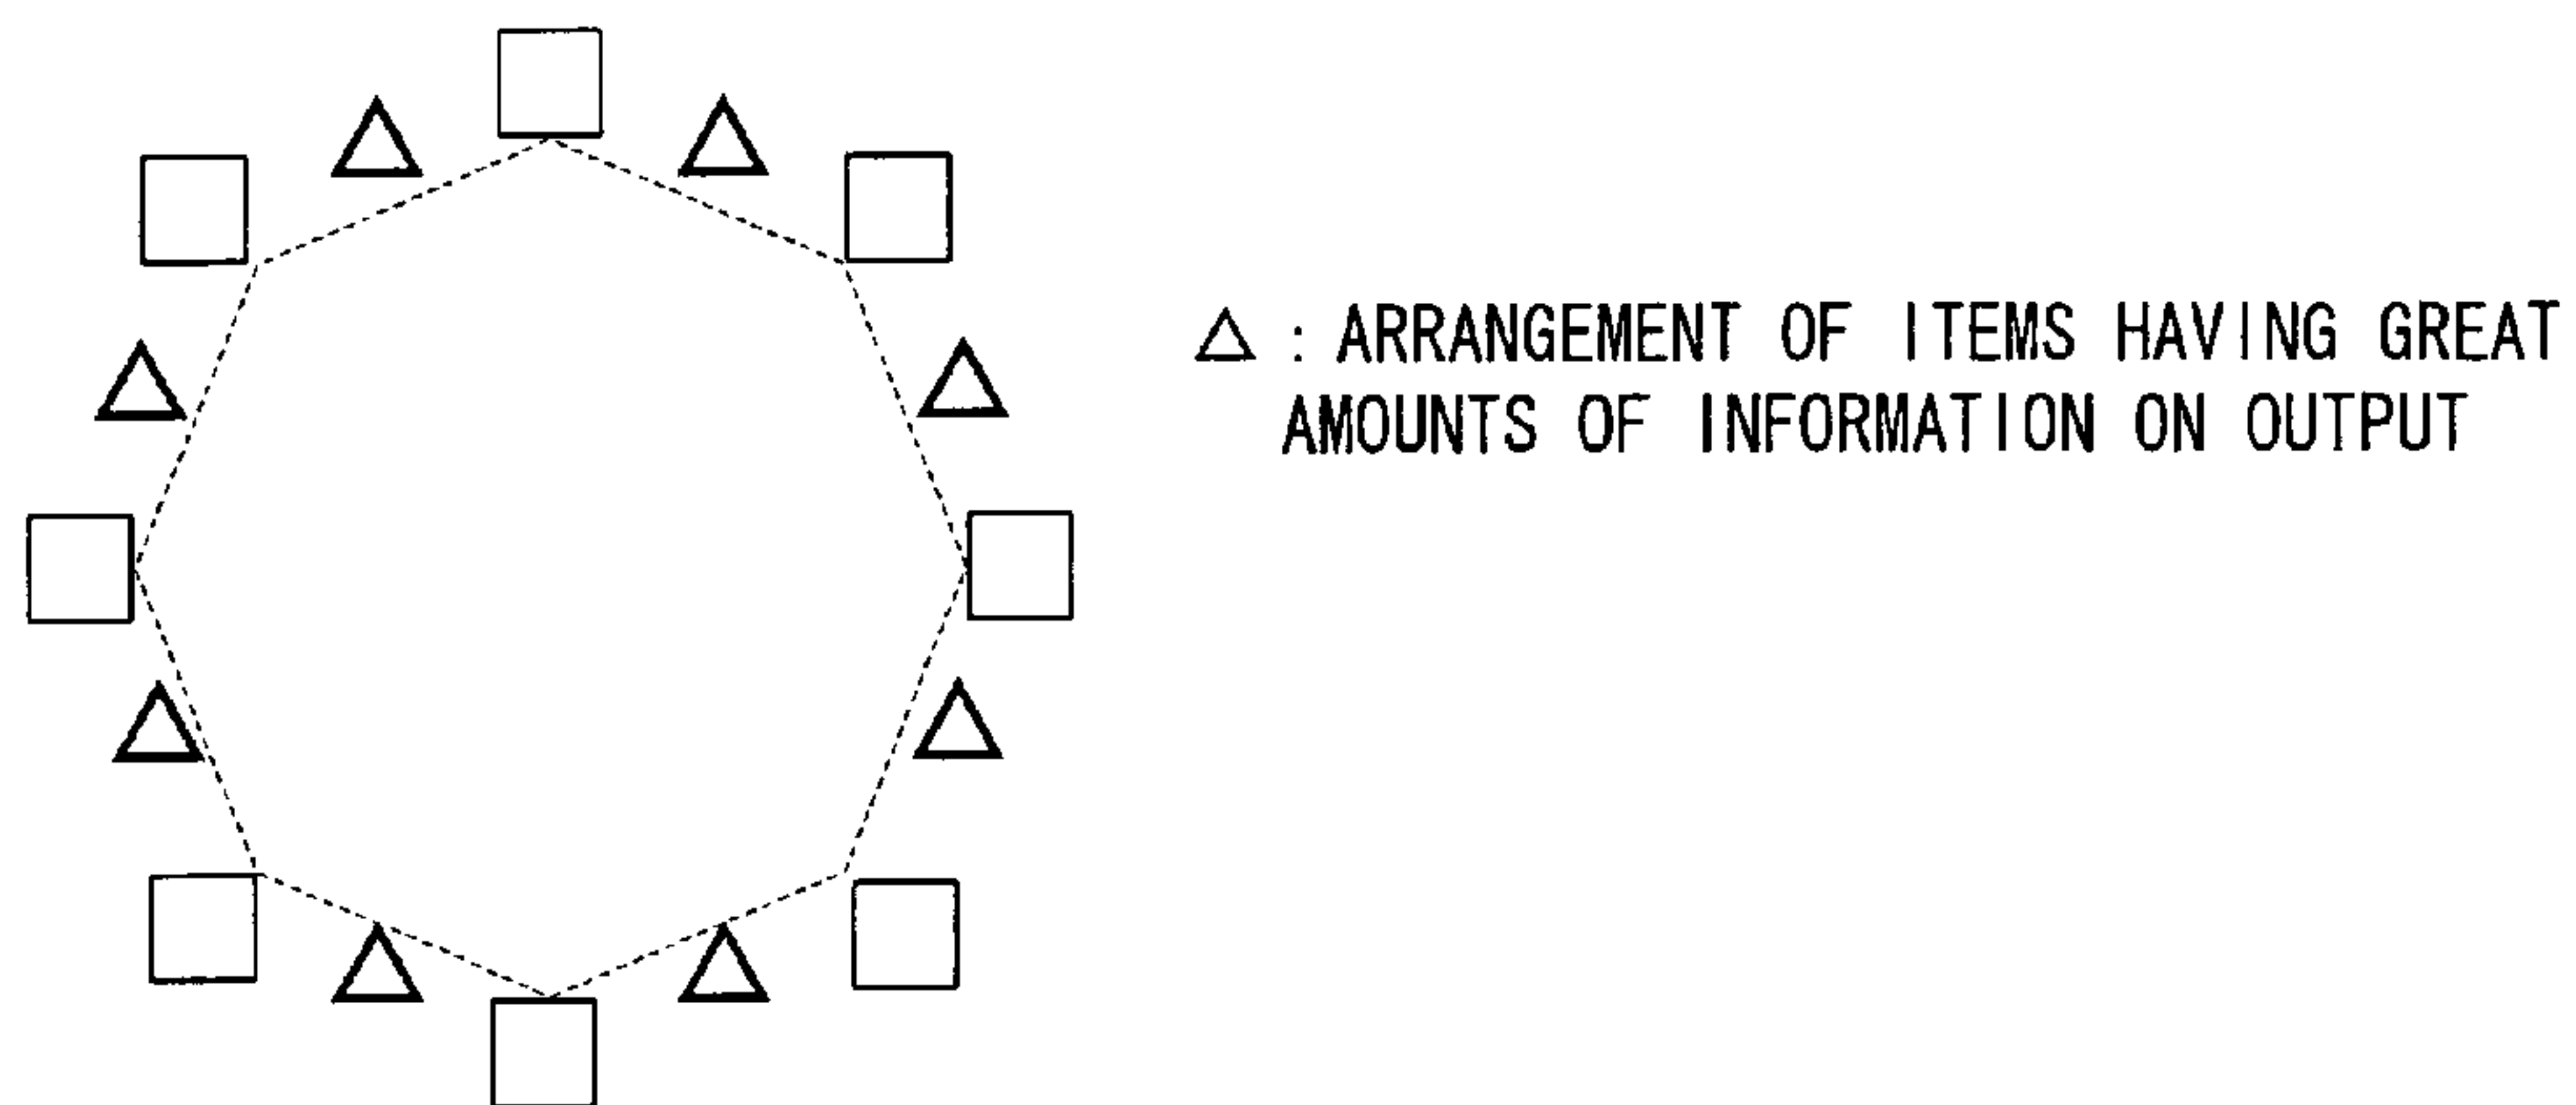 △ : ARRANGEMENT OF ITEMS HAVING GREAT
AMOUNTS OF INFORMATION ON OUTPUT